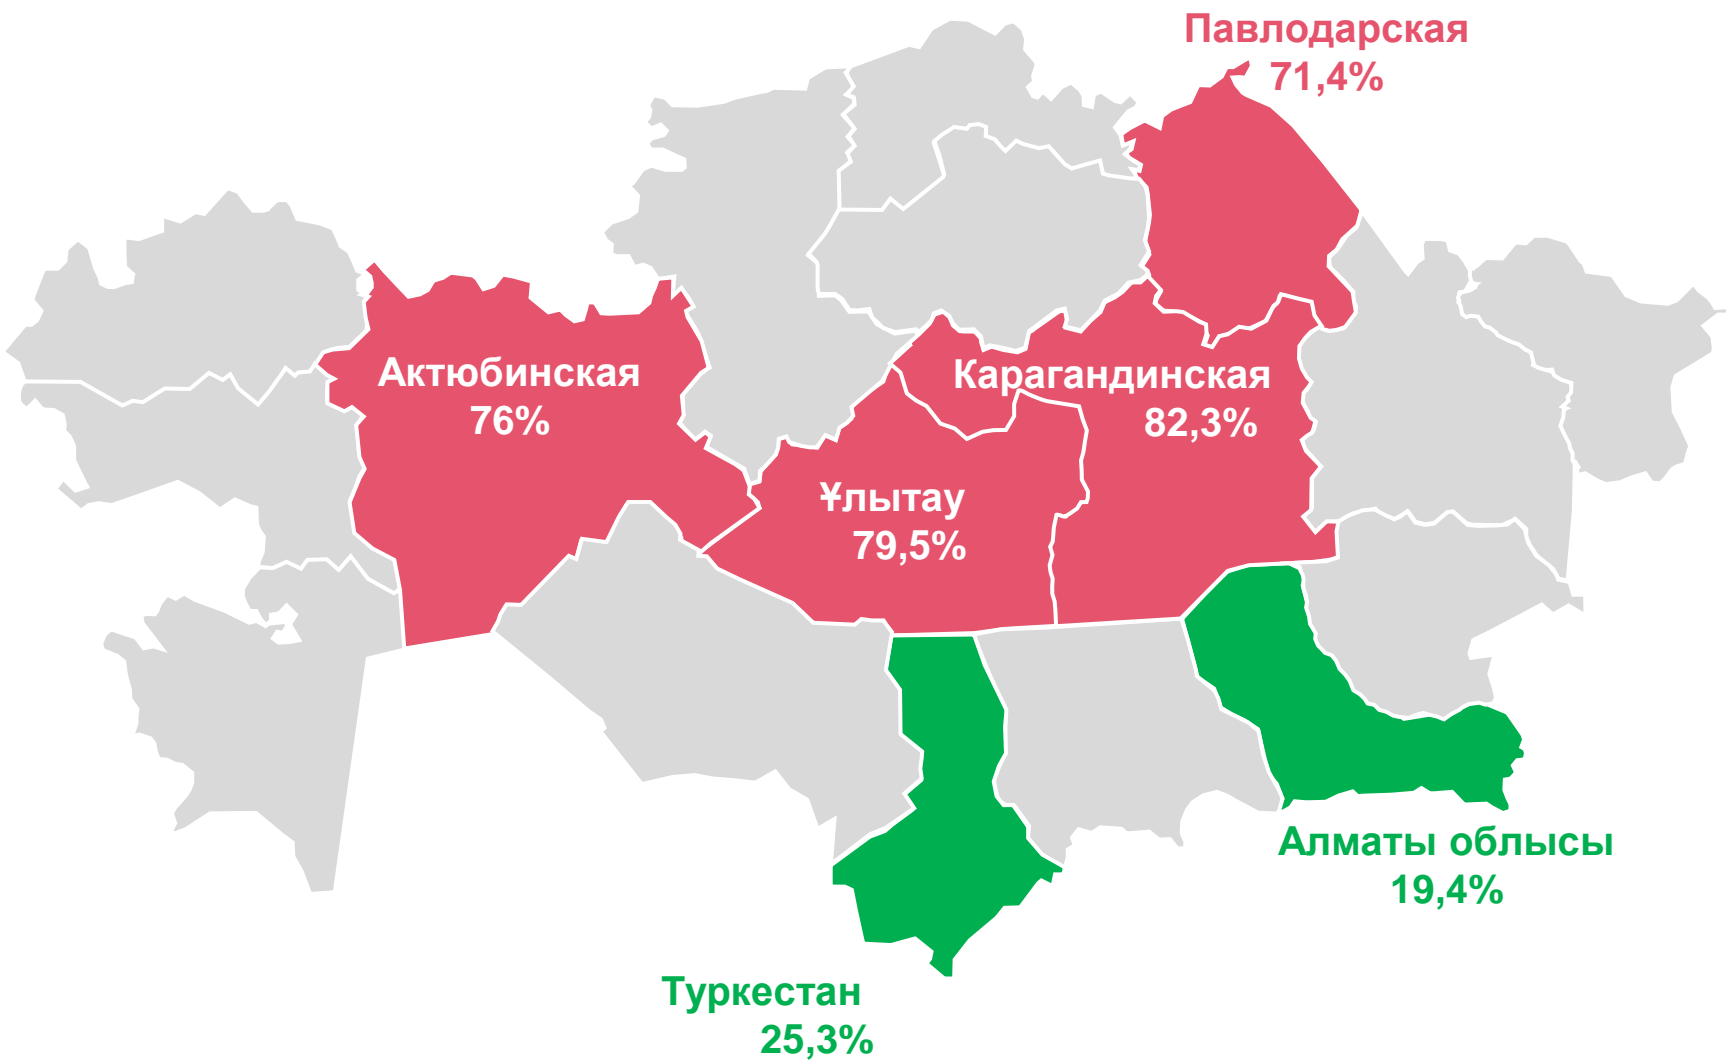 Павлодарская
71,4%
Актюбинская
76%
Карагандинская
82,3%
Ұлытау
79,5%
Алматы облысы
19,4%
Туркестан
25,3%